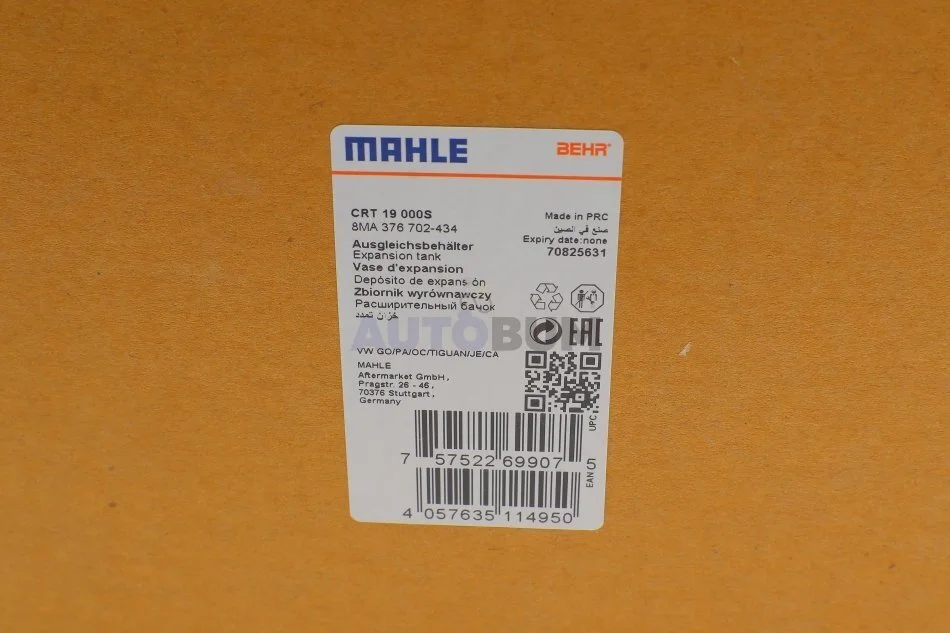 MAHLE
BEHR
CRT 19 000S
8MA 376 702-434
Made in PRC
صنع في الصين
Expiry date:none
70825631
Ausgleichsbehälter
Expansion tank
Vase d'expansion
Depósito de expans ón
Zbiornik wyrównawczy
Расширительный бачок
خزان تمدد
AUTOBUM
EAC
VW GO/PA/OC/TIGUAN/JE/CA
MAHLE
Aftermarket GmbH,
Pragstr. 26 - 46,
70376 Stuttgart,
Germany
UPC
7 57522 69907 5
EAN
4 057635 114950